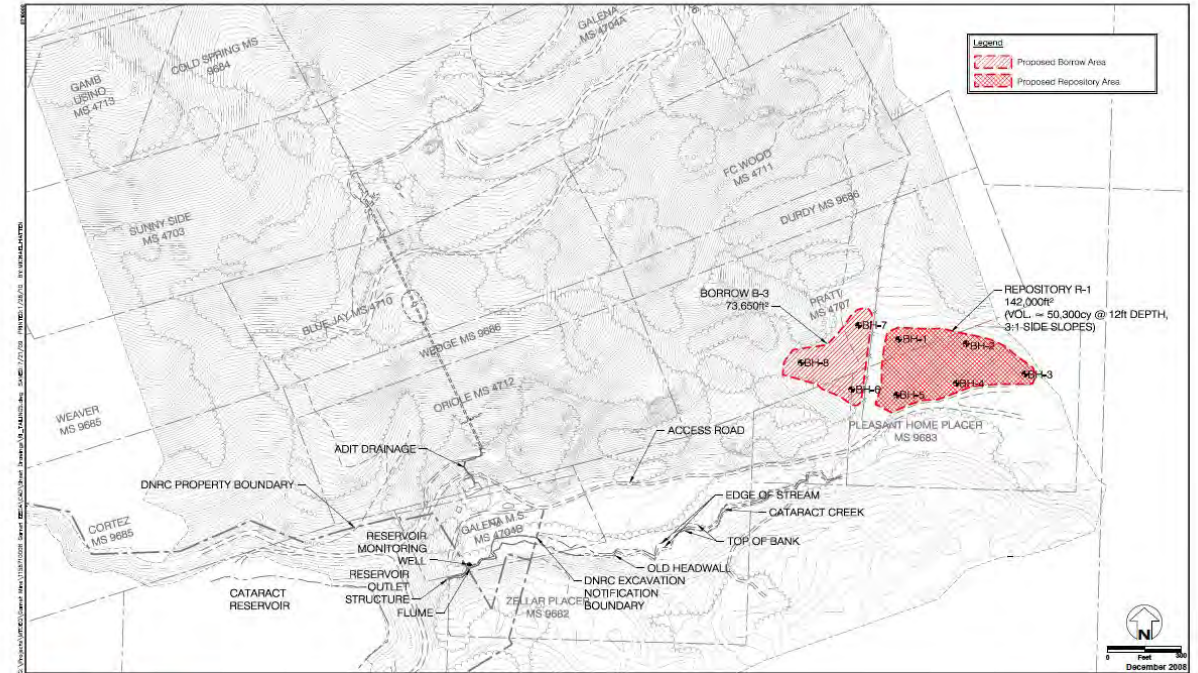 GALENA
MS 4704A
COLD SPRING MS
9684
GAMB
USINO
MS 4713
Legend
Proposed Borrow Area
Proposed Repository Area
FC WOOD
MS 4711
DURDY MS 9686
SUNNY SIDE
MS 4703
BLUE JAY MS 4710
WEDGE MS 9686
ORIOLE MS 4712
BORROW B-3
73,650ft²
PRATT
MS 4707
REPOSITORY R-1
142,000ft²
(VOL. ≃ 50,300cy @ 12ft DEPTH,
3:1 SIDE SLOPES)
BH-7
BH-1
BH-2
BH-8
BH-3
BH-6
BH-4
BH-5
WEAVER
MS 9685
PLEASANT HOME PLACER
MS 9683
ACCESS ROAD
ADIT DRAINAGE
DNRC PROPERTY BOUNDARY
EDGE OF STREAM
CATARACT CREEK
TOP OF BANK
CORTEZ
MS 9685
GALENA M.S.
MS 4704B
RESERVOIR
MONITORING
WELL
OLD HEADWALL
RESERVOIR
OUTLET
STRUCTURE
DNRC EXCAVATION
NOTIFICATION
BOUNDARY
FLUME
ZELLAR PLACER
MS 9662
CATARACT
RESERVOIR
N
0 Feet 300
December 2008